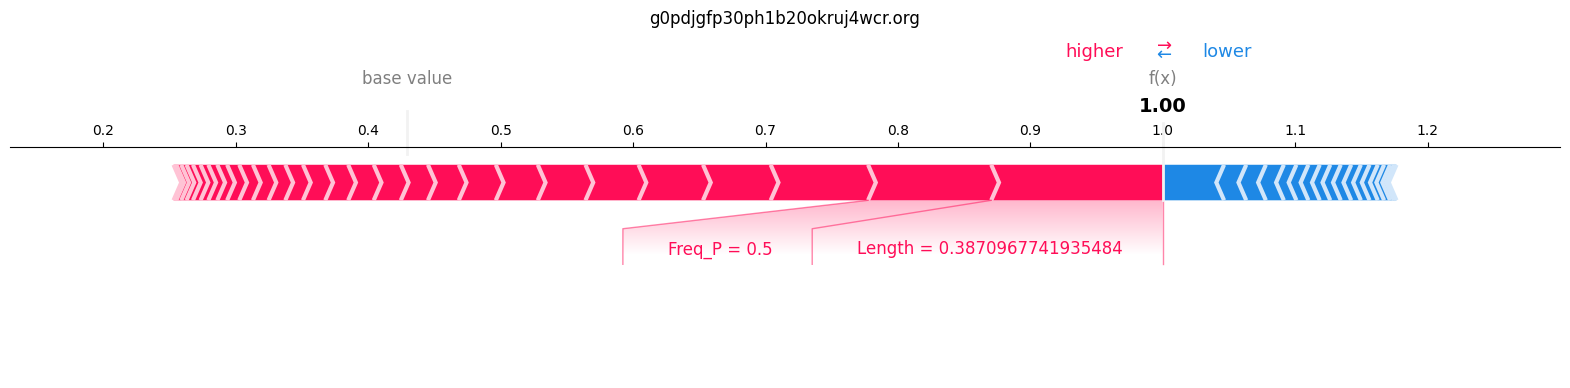 g0pdjgfp30ph1b20okruj4wcr.org
higher ⇄ lower
base value f(x)
1.00
0.2 0.3 0.4 0.5 0.6 0.7 0.8 0.9 1.0 1.1 1.2
Freq_P = 0.5 Length = 0.3870967741935484